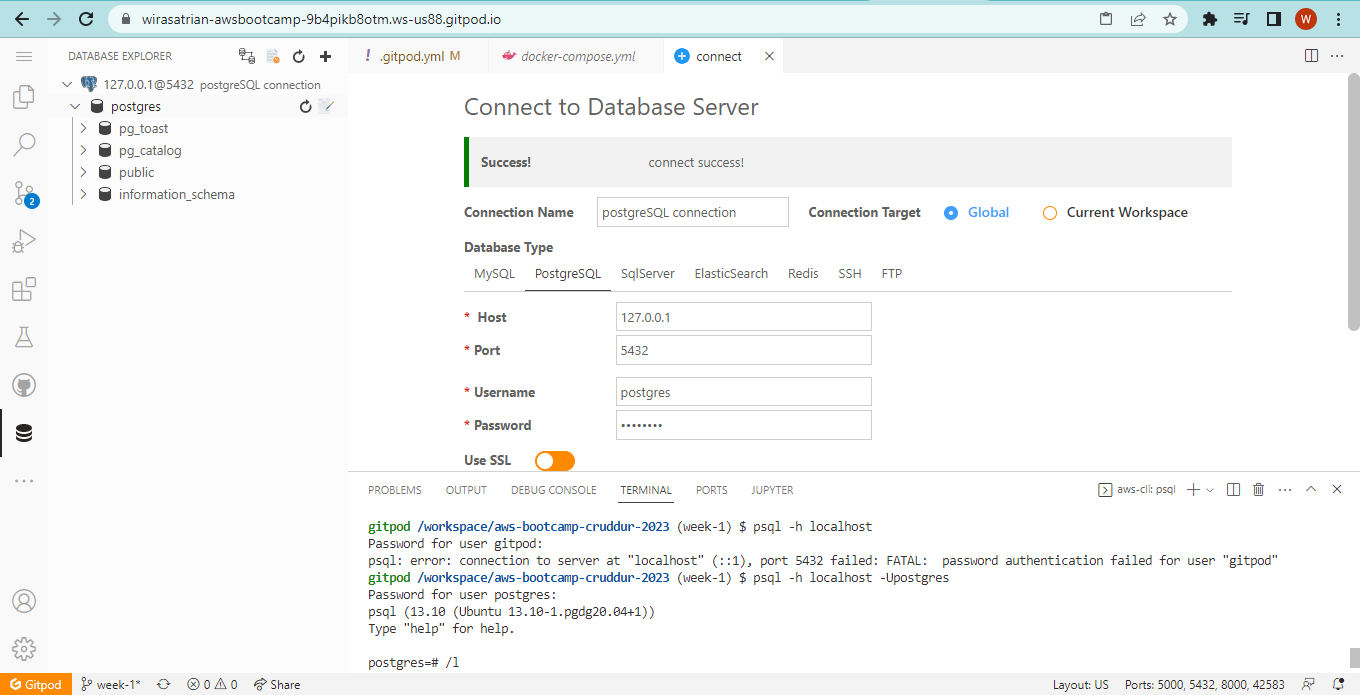 wirasatrian-awsbootcamp-9b4pikb8otm.ws-us88.gitpod.io
W
DATABASE EXPLORER
127.0.0.1@5432 postgreSQL connection
postgres
pg_toast
pg_catalog
public
information_schema
2
! .gitpod.yml M
docker-compose.yml
connect
Connect to Database Server
Success! connect success!
Connection Name postgreSQL connection Connection Target Global Current Workspace
Database Type
MySQL PostgreSQL SqlServer ElasticSearch Redis SSH FTP
* Host 127.0.0.1
* Port 5432
* Username postgres
* Password ••••••••
Use SSL
PROBLEMS OUTPUT DEBUG CONSOLE TERMINAL PORTS JUPYTER
aws-cli: psql
gitpod /workspace/aws-bootcamp-cruddur-2023 (week-1) $ psql -h localhost
Password for user gitpod:
psql: error: connection to server at "localhost" (::1), port 5432 failed: FATAL:  password authentication failed for user "gitpod"
gitpod /workspace/aws-bootcamp-cruddur-2023 (week-1) $ psql -h localhost -Upostgres
Password for user postgres:
psql (13.10 (Ubuntu 13.10-1.pgdg20.04+1))
Type "help" for help.
postgres=# /l
Gitpod week-1* 0 0 Share Layout: US Ports: 5000, 5432, 8000, 42583